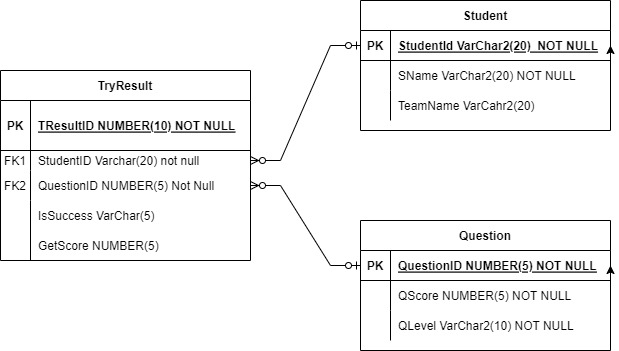 Student
PK StudentId VarChar2(20) NOT NULL
SName VarChar2(20) NOT NULL
TeamName VarCahr2(20)
TryResult
PK TResultID NUMBER(10) NOT NULL
FK1 StudentID Varchar(20) not null
FK2 QuestionID NUMBER(5) Not Null
IsSuccess VarChar(5)
GetScore NUMBER(5)
Question
PK QuestionID NUMBER(5) NOT NULL
QScore NUMBER(5) NOT NULL
QLevel VarChar2(10) NOT NULL